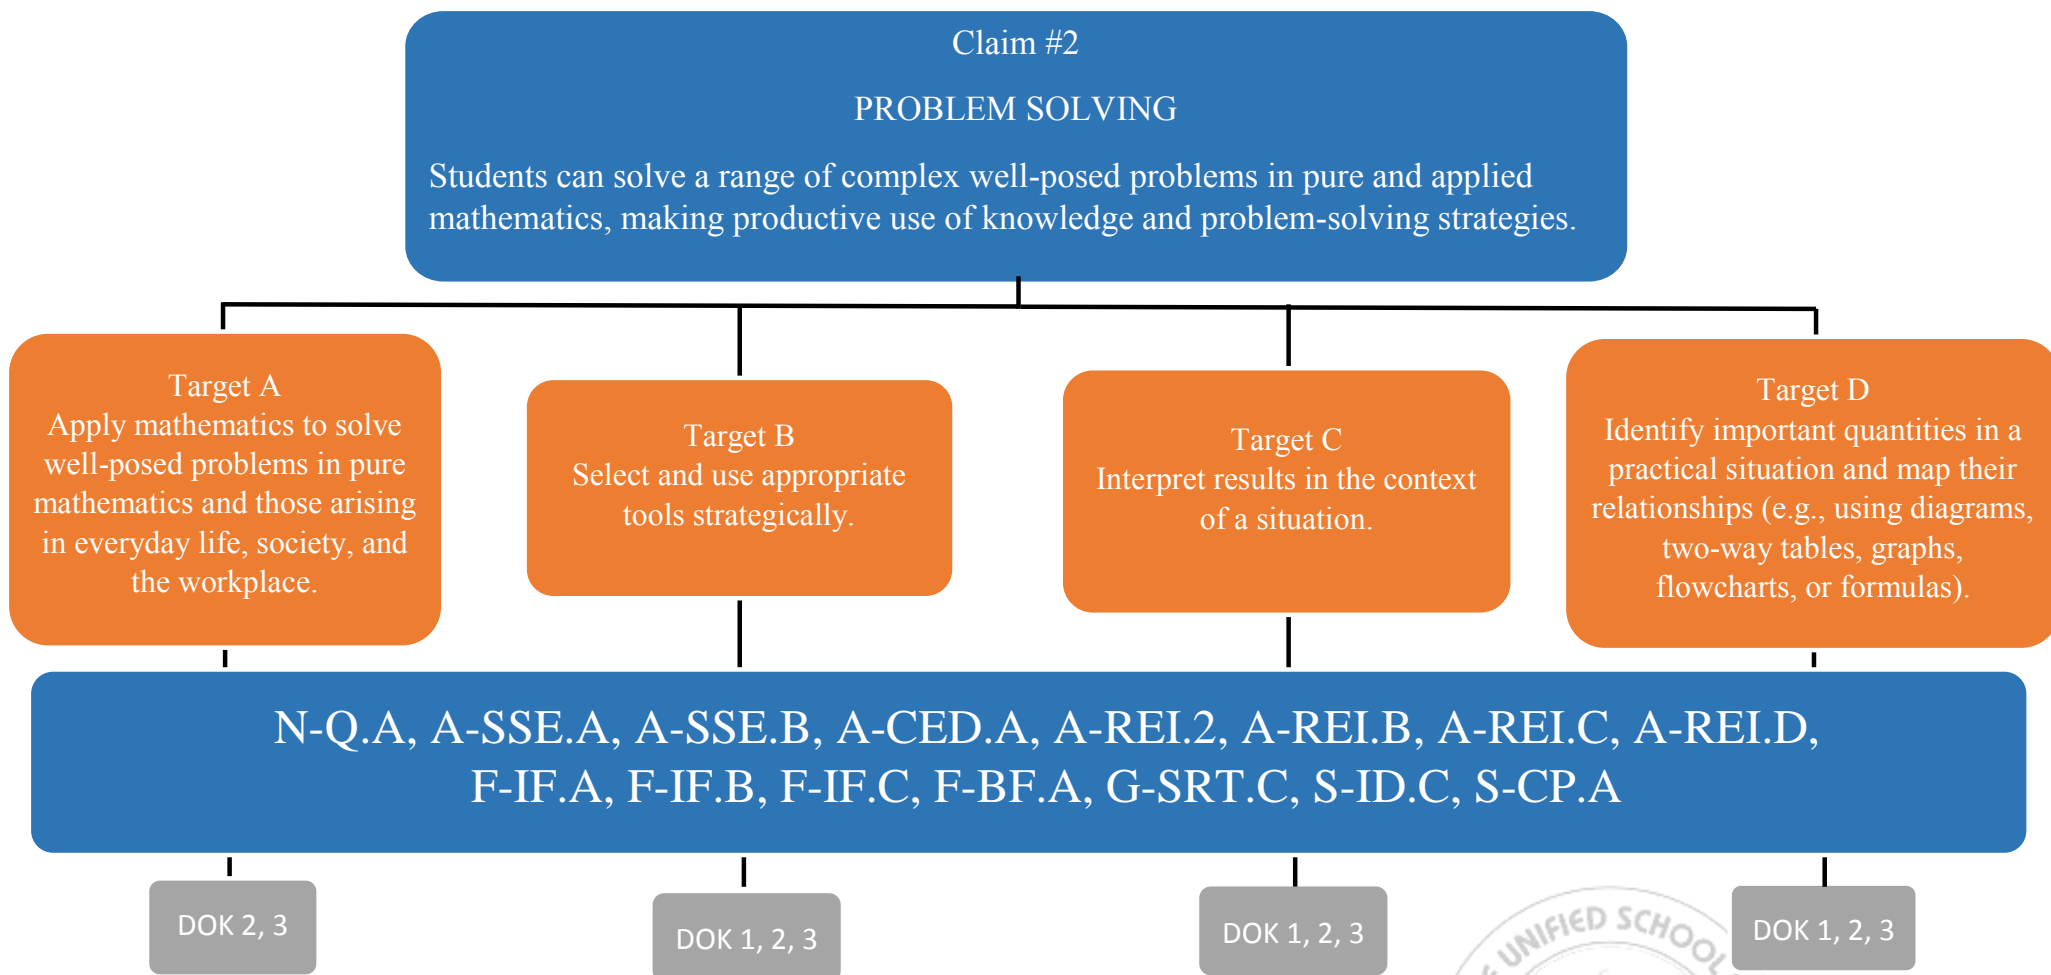 Claim #2
PROBLEM SOLVING
Students can solve a range of complex well-posed problems in pure and applied
mathematics, making productive use of knowledge and problem-solving strategies.
Target A
Apply mathematics to solve
well-posed problems in pure
mathematics and those arising
in everyday life, society, and
the workplace.
Target B
Select and use appropriate
tools strategically.
Target C
Interpret results in the context
of a situation.
Target D
Identify important quantities in a
practical situation and map their
relationships (e.g., using diagrams,
two-way tables, graphs,
flowcharts, or formulas).
N-Q.A, A-SSE.A, A-SSE.B, A-CED.A, A-REI.2, A-REI.B, A-REI.C, A-REI.D,
F-IF.A, F-IF.B, F-IF.C, F-BF.A, G-SRT.C, S-ID.C, S-CP.A
DOK 2, 3
DOK 1, 2, 3
DOK 1, 2, 3
DOK 1, 2, 3
UNIFIED SCHOO